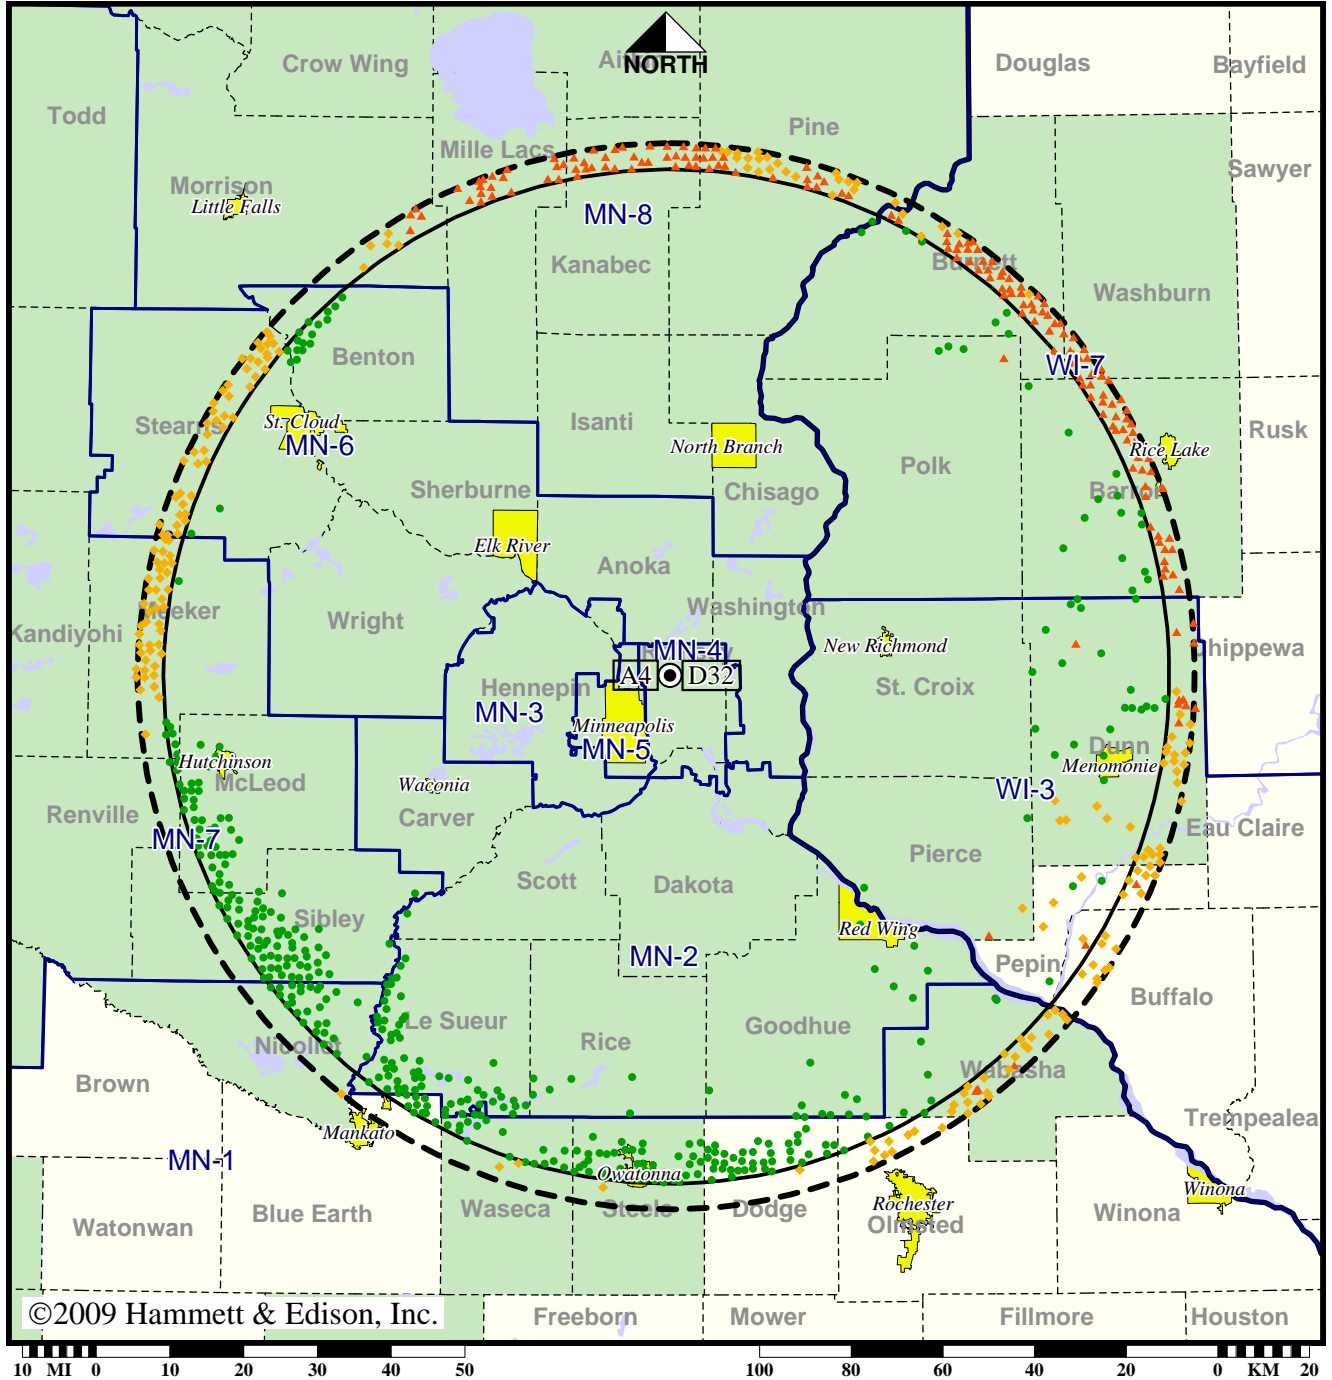 NORTH
Crow Wing
Douglas
Bayfield
Todd
Pine
Mille Lacs
Sawyer
Morrison
Little Falls
MN-8
Kanabec
Burnett
Washburn
Benton
WI-7
Stearns
St. Cloud
MN-6
Isanti
North Branch
Polk
Rusk
Rice Lake
Sherburne
Chisago
Barron
Elk River
Anoka
Washington
Meeker
Kandiyohi
Wright
New Richmond
Chippewa
MN-4
A4
D32
Hennepin
St. Croix
MN-3
Minneapolis
MN-5
Dunn
Menomonie
Hutchinson
McLeod
Waconia
Carver
WI-3
Renville
MN-7
Eau Claire
Pierce
Scott
Dakota
Sibley
Red Wing
MN-2
Pepin
Buffalo
Le Sueur
Rice
Goodhue
Nicollet
Wabasha
Brown
Trempealea
Mankato
MN-1
Owatonna
Winona
Rochester
Watonwan
Blue Earth
Waseca
Steele
Dodge
Olmsted
Winona
©2009 Hammett & Edison, Inc.
Freeborn
Mower
Fillmore
Houston
10 MI 0 10 20 30 40 50 100 80 60 40 20 0 KM 20